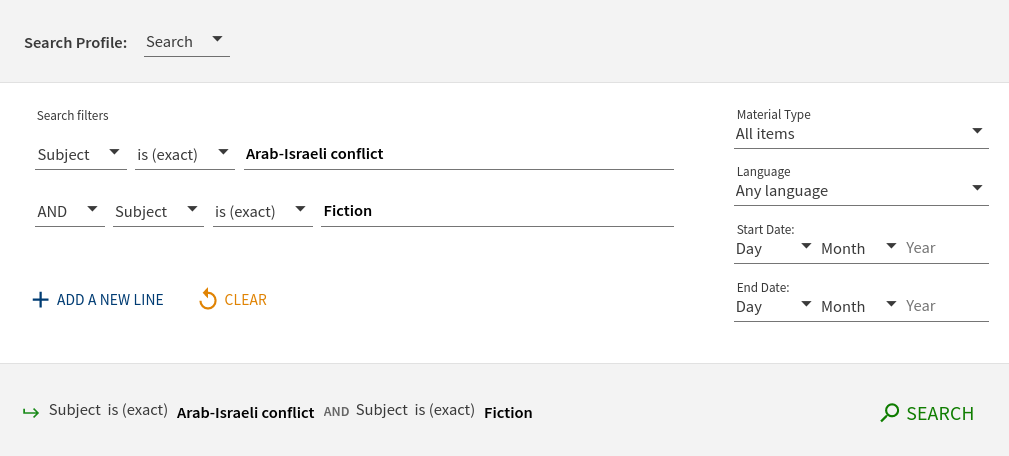 Search Profile: Search
Search filters
Subject is (exact) Arab-Israeli conflict
AND Subject is (exact) Fiction
ADD A NEW LINE CLEAR
Material Type
All items
Language
Any language
Start Date:
Day Month Year
End Date:
Day Month Year
Subject is (exact) Arab-Israeli conflict AND Subject is (exact) Fiction
SEARCH